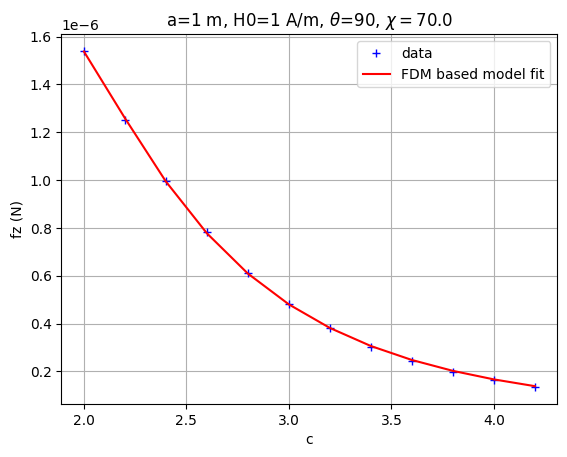 a=1 m, H0=1 A/m, θ=90, χ = 70.0
1e−6
data
FDM based model fit
1.6
1.4
1.2
1.0
0.8
0.6
0.4
0.2
fz (N)
2.0 2.5 3.0 3.5 4.0
c